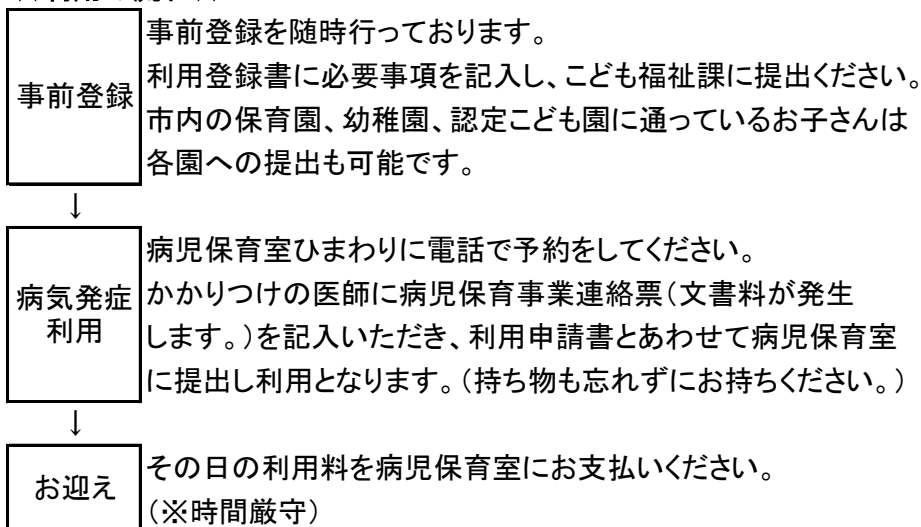 事前登録
事前登録を随時行っております。
利用登録書に必要事項を記入し、こども福祉課に提出ください。
市内の保育園、幼稚園、認定こども園に通っているお子さんは
各園への提出も可能です。
↓
病気発症
利用
病児保育室ひまわりに電話で予約をしてください。
かかりつけの医師に病児保育事業連絡票(文書料が発生
します。)を記入いただき、利用申請書とあわせて病児保育室
に提出し利用となります。(持ち物も忘れずにお持ちください。)
↓
お迎え
その日の利用料を病児保育室にお支払いください。
(※時間厳守)